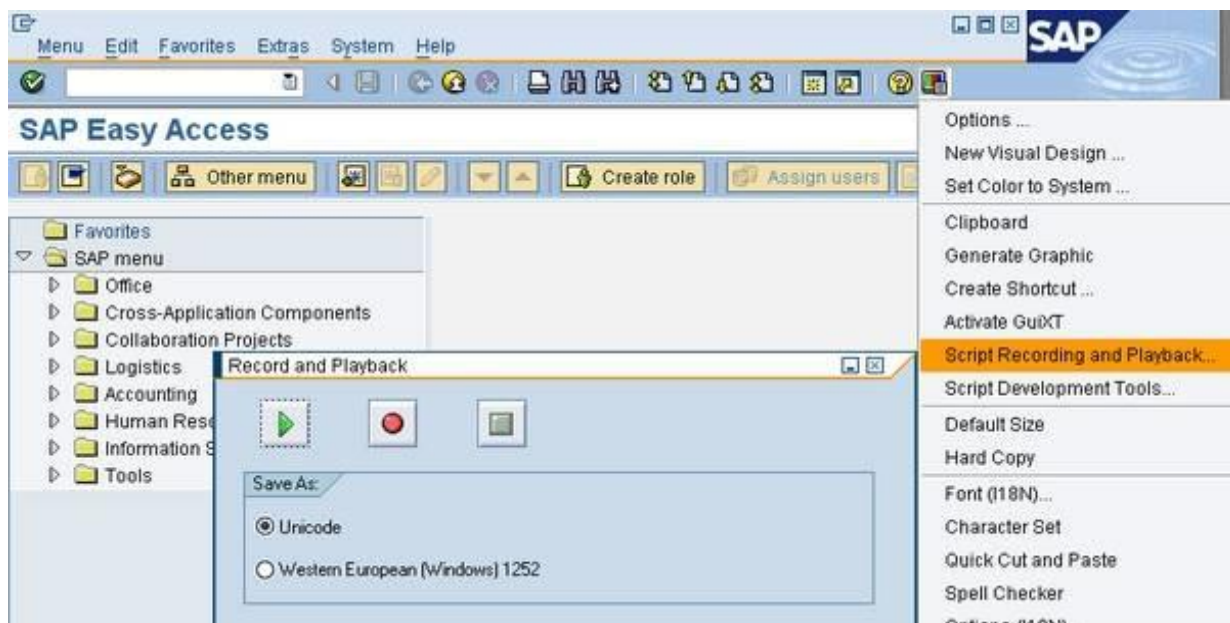 Menu Edit Favorites Extras System Help
SAP
SAP Easy Access
Other menu
Create role
Assign users
Favorites
SAP menu
Office
Cross-Application Components
Collaboration Projects
Logistics
Accounting
Human
Information
Tools
Record and Playback
Save As:
Unicode
Western European (Windows) 1252
Options ...
New Visual Design ...
Set Color to System ...
Clipboard
Generate Graphic
Create Shortcut ...
Activate GuiXT
Script Recording and Playback...
Script Development Tools...
Default Size
Hard Copy
Font (I18N)...
Character Set
Quick Cut and Paste
Spell Checker